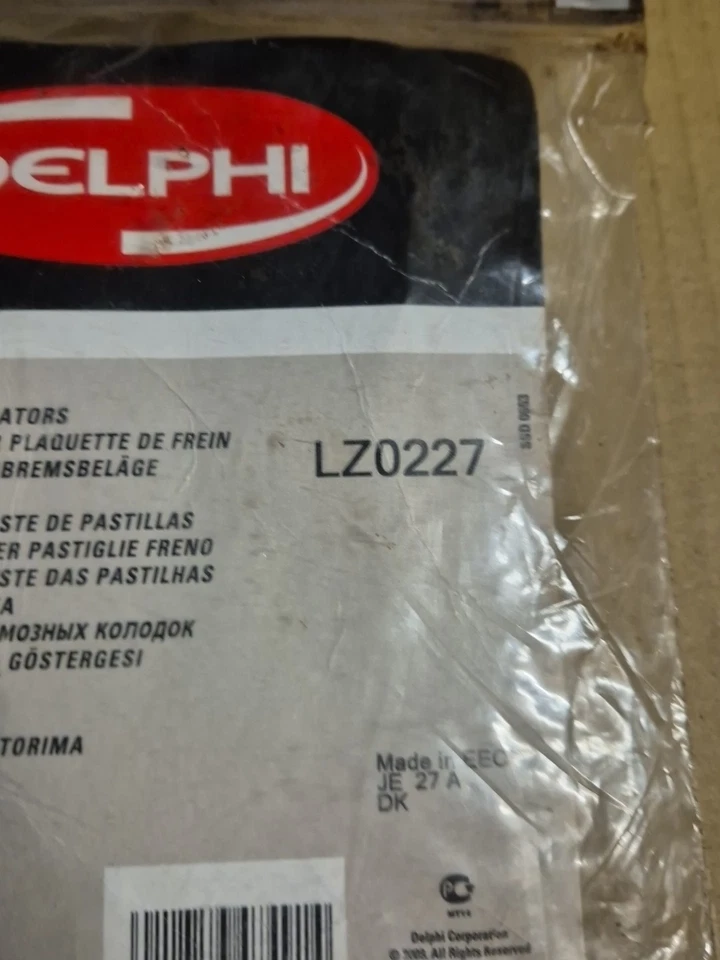 DELPHI
ATORS
PLAQUETTE DE FREIN
BREMSBELÄGE
LZ0227
STE DE PASTILLAS
ER PASTIGLIE FRENO
STE DAS PASTILHAS
A
МОЗНЫХ КОЛОДОК
GÖSTERGESI
TORIMA
Made in EEC
JE 27 A
DK
Delphi Corporation
All Rights Reserved